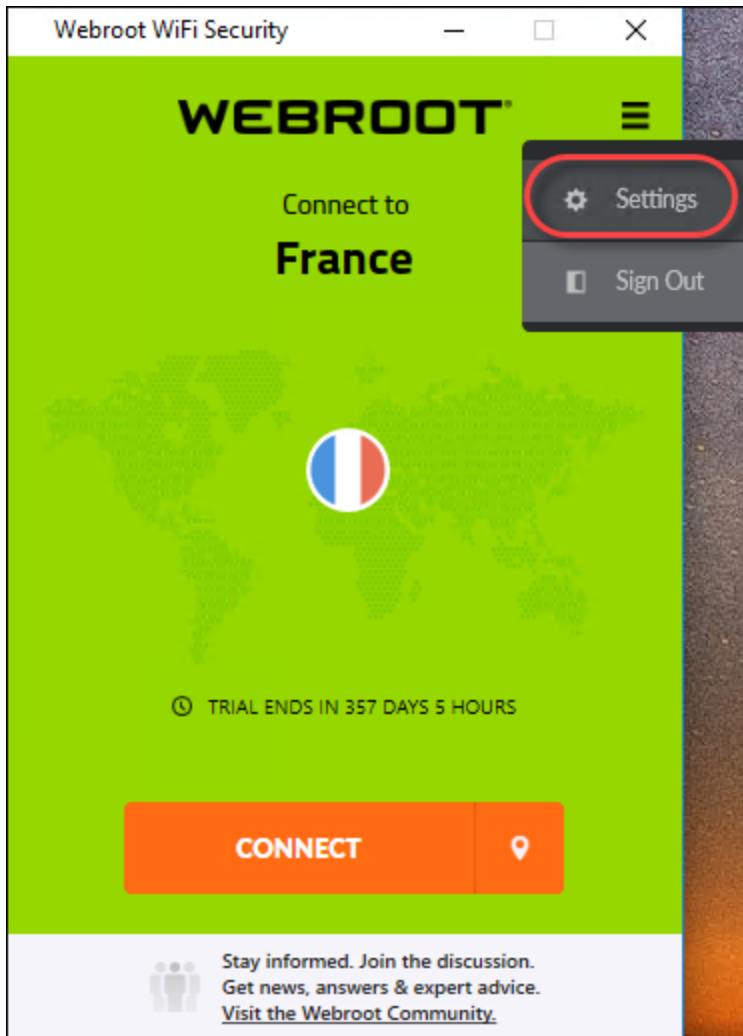 Webroot WiFi Security
WEBROOT
Connect to
France
Settings
Sign Out
TRIAL ENDS IN 357 DAYS 5 HOURS
CONNECT
Stay informed. Join the discussion.
Get news, answers & expert advice.
Visit the Webroot Community.